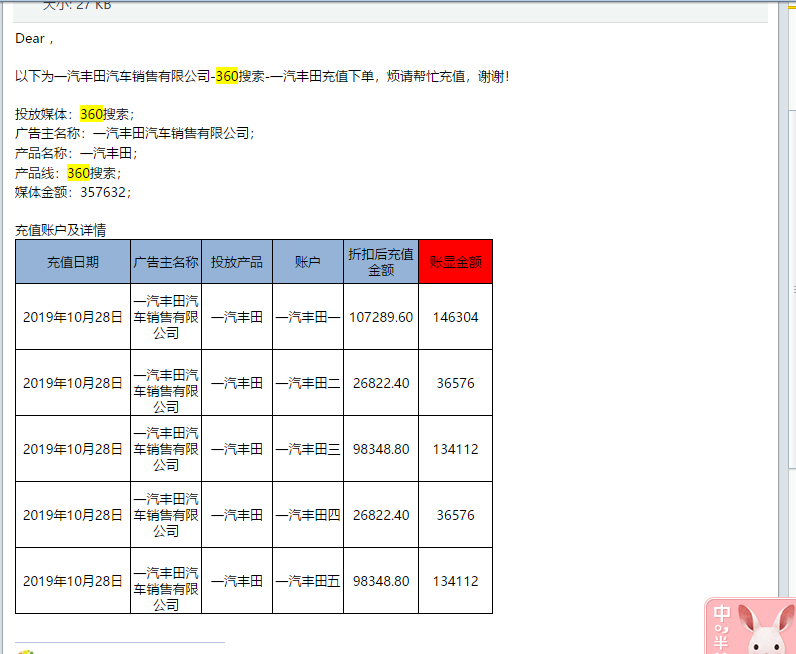 大小: 27 KB
Dear，
以下为一汽丰田汽车销售有限公司-360搜索-一汽丰田充值下单，烦请帮忙充值，谢谢！
投放媒体：360搜索；
广告主名称：一汽丰田汽车销售有限公司；
产品名称：一汽丰田；
产品线：360搜索；
媒体金额：357632；
充值账户及详情
充值日期 广告主名称 投放产品 账户 折扣后充值
金额 账显金额
2019年10月28日 一汽丰田汽
车销售有限
公司 一汽丰田 一汽丰田一 107289.60 146304
2019年10月28日 一汽丰田汽
车销售有限
公司 一汽丰田 一汽丰田二 26822.40 36576
2019年10月28日 一汽丰田汽
车销售有限
公司 一汽丰田 一汽丰田三 98348.80 134112
2019年10月28日 一汽丰田汽
车销售有限
公司 一汽丰田 一汽丰田四 26822.40 36576
2019年10月28日 一汽丰田汽
车销售有限
公司 一汽丰田 一汽丰田五 98348.80 134112
中
半